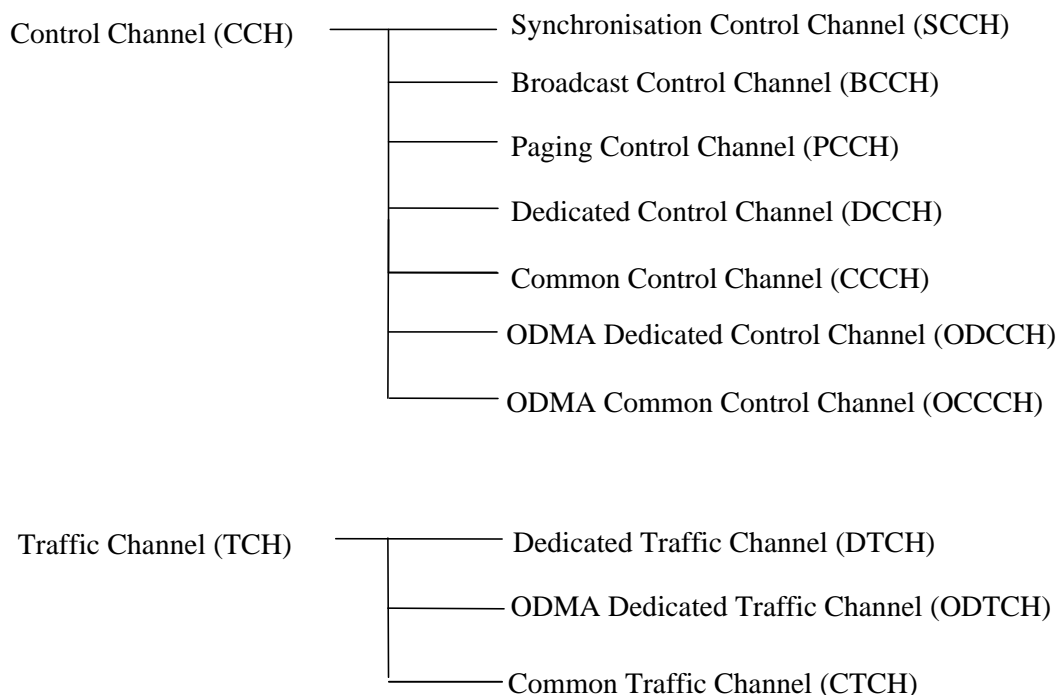 Control Channel (CCH)
Synchronisation Control Channel (SCCH)
Broadcast Control Channel (BCCH)
Paging Control Channel (PCCH)
Dedicated Control Channel (DCCH)
Common Control Channel (CCCH)
ODMA Dedicated Control Channel (ODCCH)
ODMA Common Control Channel (OCCCH)
Traffic Channel (TCH)
Dedicated Traffic Channel (DTCH)
ODMA Dedicated Traffic Channel (ODTCH)
Common Traffic Channel (CTCH)